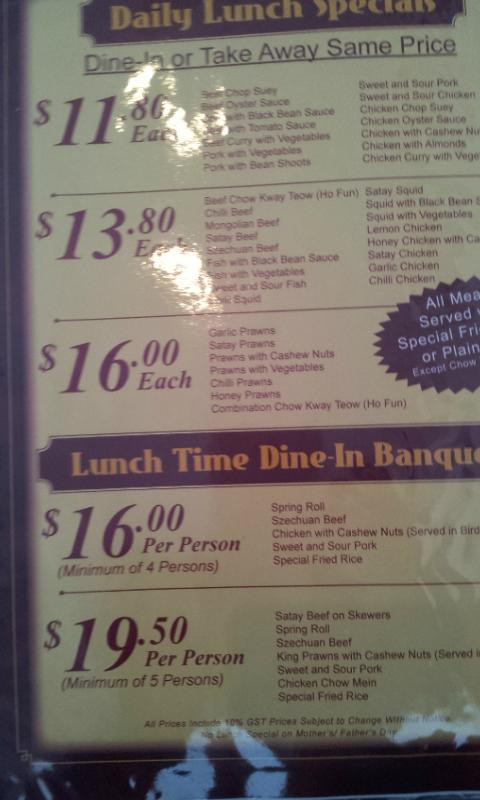 Daily Lunch Specials
Dine-In or Take Away Same Price
$11.80 Each
Beef Chop Suey
Beef Oyster Sauce
with Black Bean Sauce
with Tomato Sauce
Beef Curry with Vegetables
Pork with Vegetables
Pork with Bean Shoots
Sweet and Sour Pork
Sweet and Sour Chicken
Chicken Chop Suey
Chicken Oyster Sauce
Chicken with Cashew Nu
Chicken with Almonds
Chicken Curry with Vege
$13.80 Each
Beef Chow Kway Teow (Ho Fun)
Chilli Beef
Mongolian Beef
Satay Beef
Szechuan Beef
Fish with Black Bean Sauce
Fish with Vegetables
Sweet and Sour Fish
Squid
Satay Squid
Squid with Black Bean S
Squid with Vegetables
Lemon Chicken
Honey Chicken with Ca
Satay Chicken
Garlic Chicken
Chilli Chicken
$16.00 Each
Garlic Prawns
Satay Prawns
Prawns with Cashew Nuts
Prawns with Vegetables
Chilli Prawns
Honey Prawns
Combination Chow Kway Teow (Ho Fun)
All Mea
Served
Special Fri
or Plain
Except Chow
Lunch Time Dine-In Banque
$16.00 Per Person
(Minimum of 4 Persons)
Spring Roll
Szechuan Beef
Chicken with Cashew Nuts (Served in Bird
Sweet and Sour Pork
Special Fried Rice
$19.50 Per Person
(Minimum of 5 Persons)
Satay Beef on Skewers
Spring Roll
Szechuan Beef
King Prawns with Cashew Nuts (Served i
Sweet and Sour Pork
Chicken Chow Mein
Special Fried Rice
All Prices Include 10% GST Prices Subject to Change Without Notice.
No Lunch Special on Mother's/ Father's Day